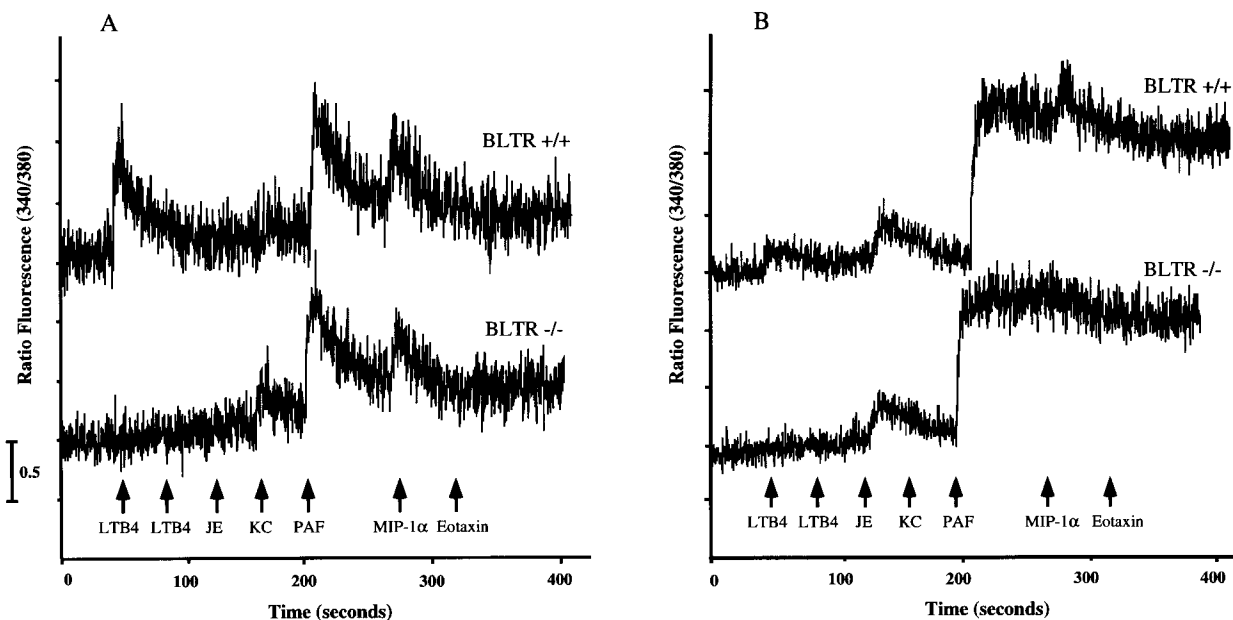 A
Ratio Fluorescence (340/380)
BLTR +/+
BLTR -/-
0.5
LTB4 LTB4 JE KC PAF MIP-1α Eotaxin
0 100 200 300 400
Time (seconds)
B
Ratio Fluorescence (340/380)
BLTR +/+
BLTR -/-
LTB4 LTB4 JE KC PAF MIP-1α Eotaxin
0 100 200 300 400
Time (seconds)